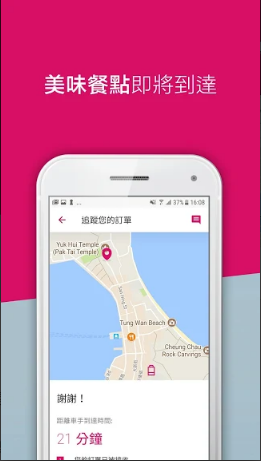 美味餐點即將到達
37% 16:08
追蹤您的訂單
Yuk Hui Temple
(Pak Tai Temple)
Tung Wan Beach
Cheung Chau
Rock Carvings
謝謝！
距離車手到達時間:
21 分鐘